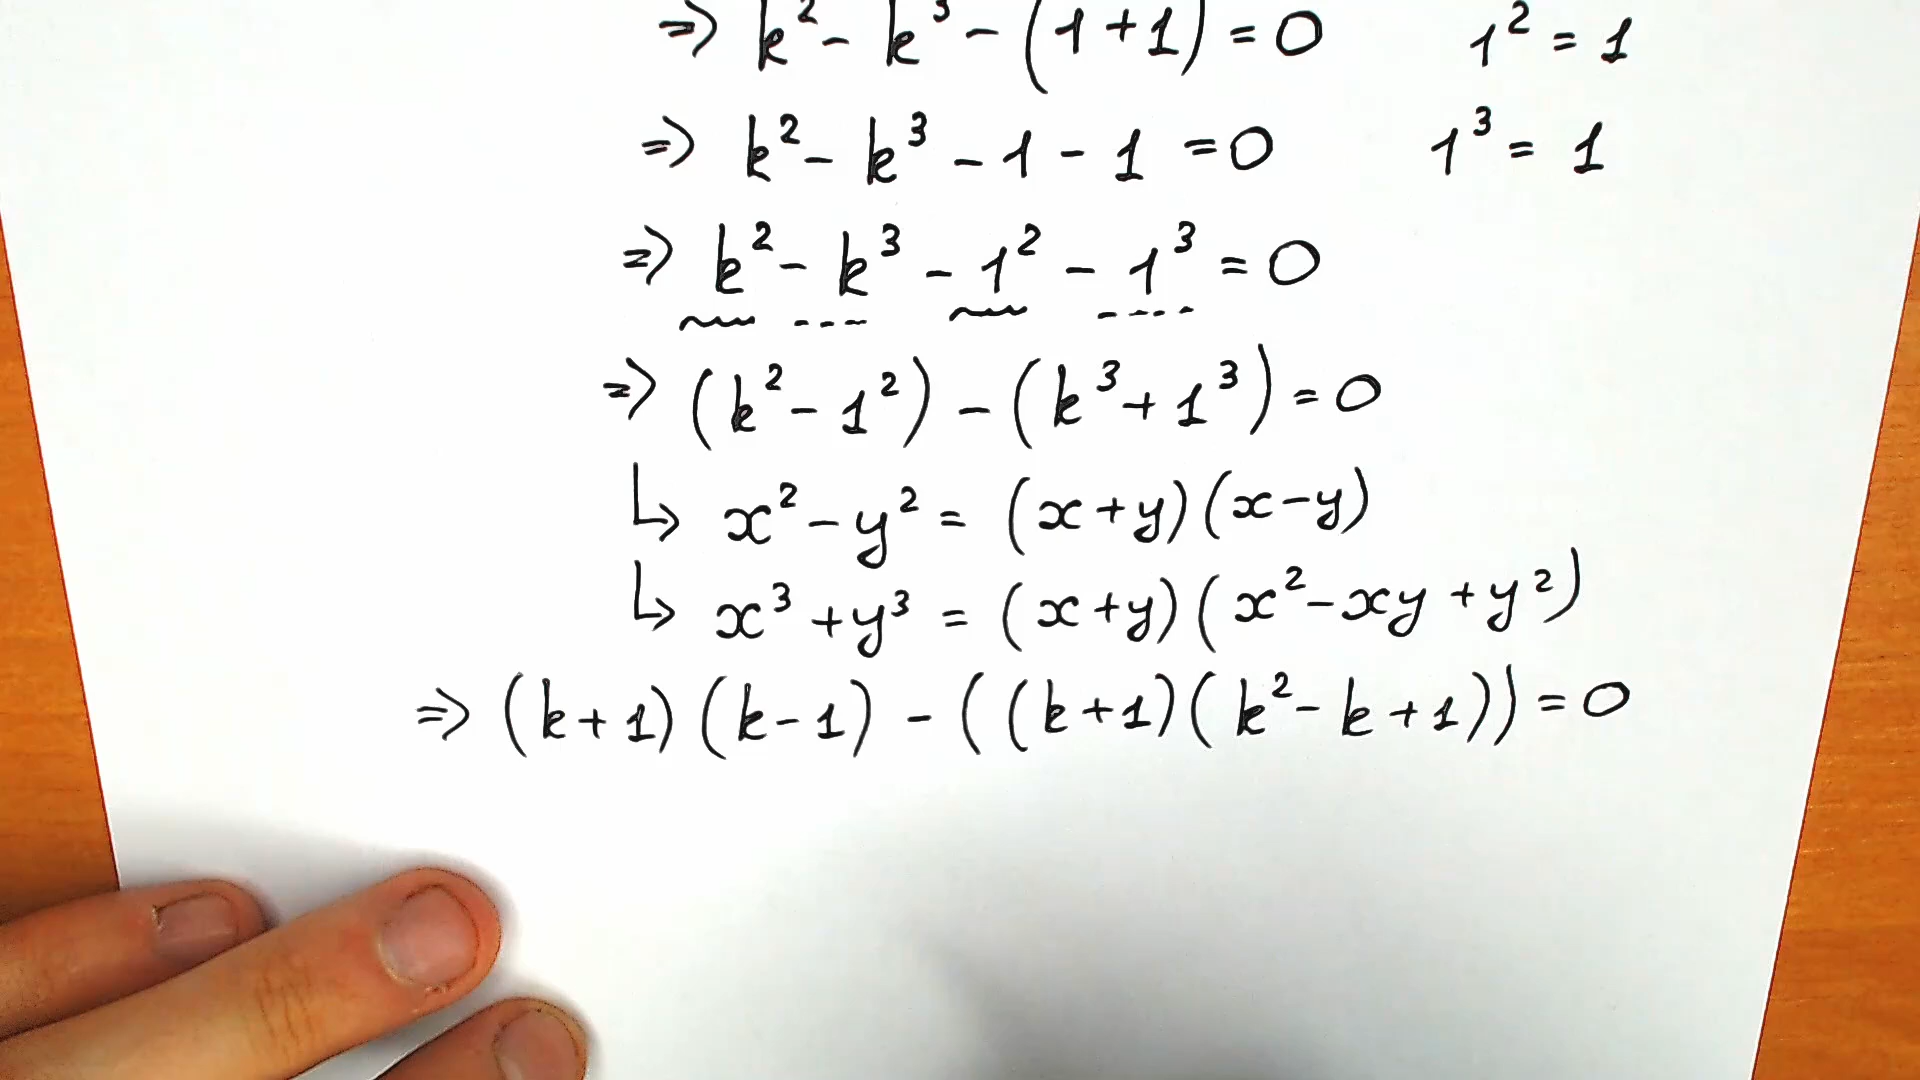 => k² - k³ - (1 + 1) = 0    1² = 1
=> k² - k³ - 1 - 1 = 0    1³ = 1
=> k² - k³ - 1² - 1³ = 0
=> (k² - 1²) - (k³ + 1³) = 0
↳ x² - y² = (x + y)(x - y)
↳ x³ + y³ = (x + y)(x² - xy + y²)
=> (k + 1)(k - 1) - ((k + 1)(k² - k + 1)) = 0